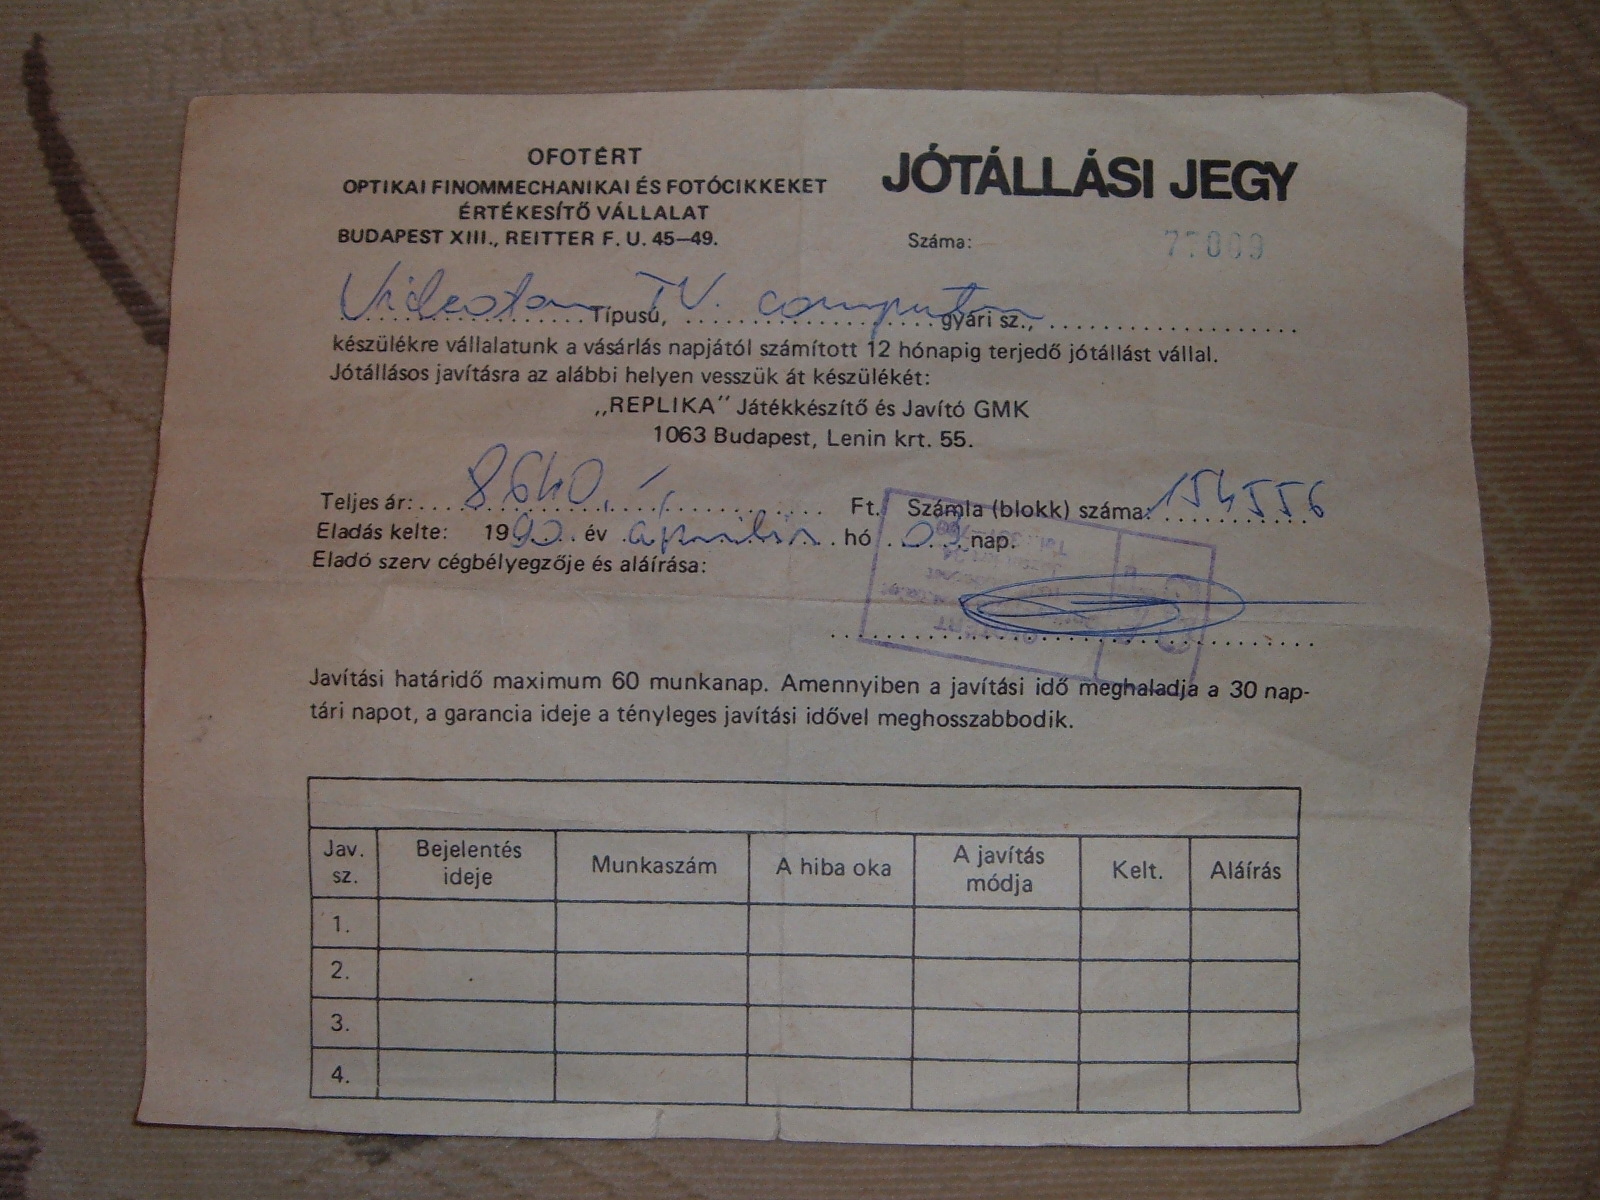 OFOTÉRT
OPTIKAI FINOMMECHANIKAI ÉS FOTÓCIKKEKET
ÉRTÉKESÍTŐ VÁLLALAT
BUDAPEST XIII., REITTER F. U. 45–49.
JÓTÁLLÁSI JEGY
Száma: 77009
Videoton Típusú, TV. computer gyári sz.,
készülékre vállalatunk a vásárlás napjától számított 12 hónapig terjedő jótállást vállal.
Jótállásos javításra az alábbi helyen vesszük át készülékét:
„REPLIKA” Játékkészítő és Javító GMK
1063 Budapest, Lenin krt. 55.
Teljes ár: 8640.- Ft. Számla (blokk) száma: 154556
Eladás kelte: 1990 év április hó 03 nap.
Eladó szerv cégbélyegzője és aláírása:
Javítási határidő maximum 60 munkanap. Amennyiben a javítási idő meghaladja a 30 nap-
tári napot, a garancia ideje a tényleges javítási idővel meghosszabbodik.
Jav. sz. Bejelentés ideje Munkaszám A hiba oka A javítás módja Kelt. Aláírás
1.
2.
3.
4.